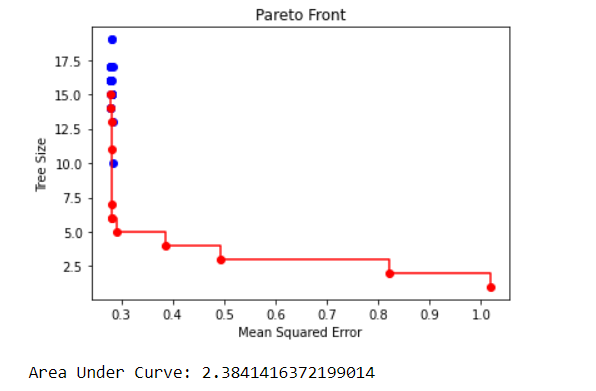 Pareto Front
17.5
15.0
12.5
10.0
7.5
5.0
2.5
Tree Size
0.3 0.4 0.5 0.6 0.7 0.8 0.9 1.0
Mean Squared Error
Area Under Curve: 2.3841416372199014